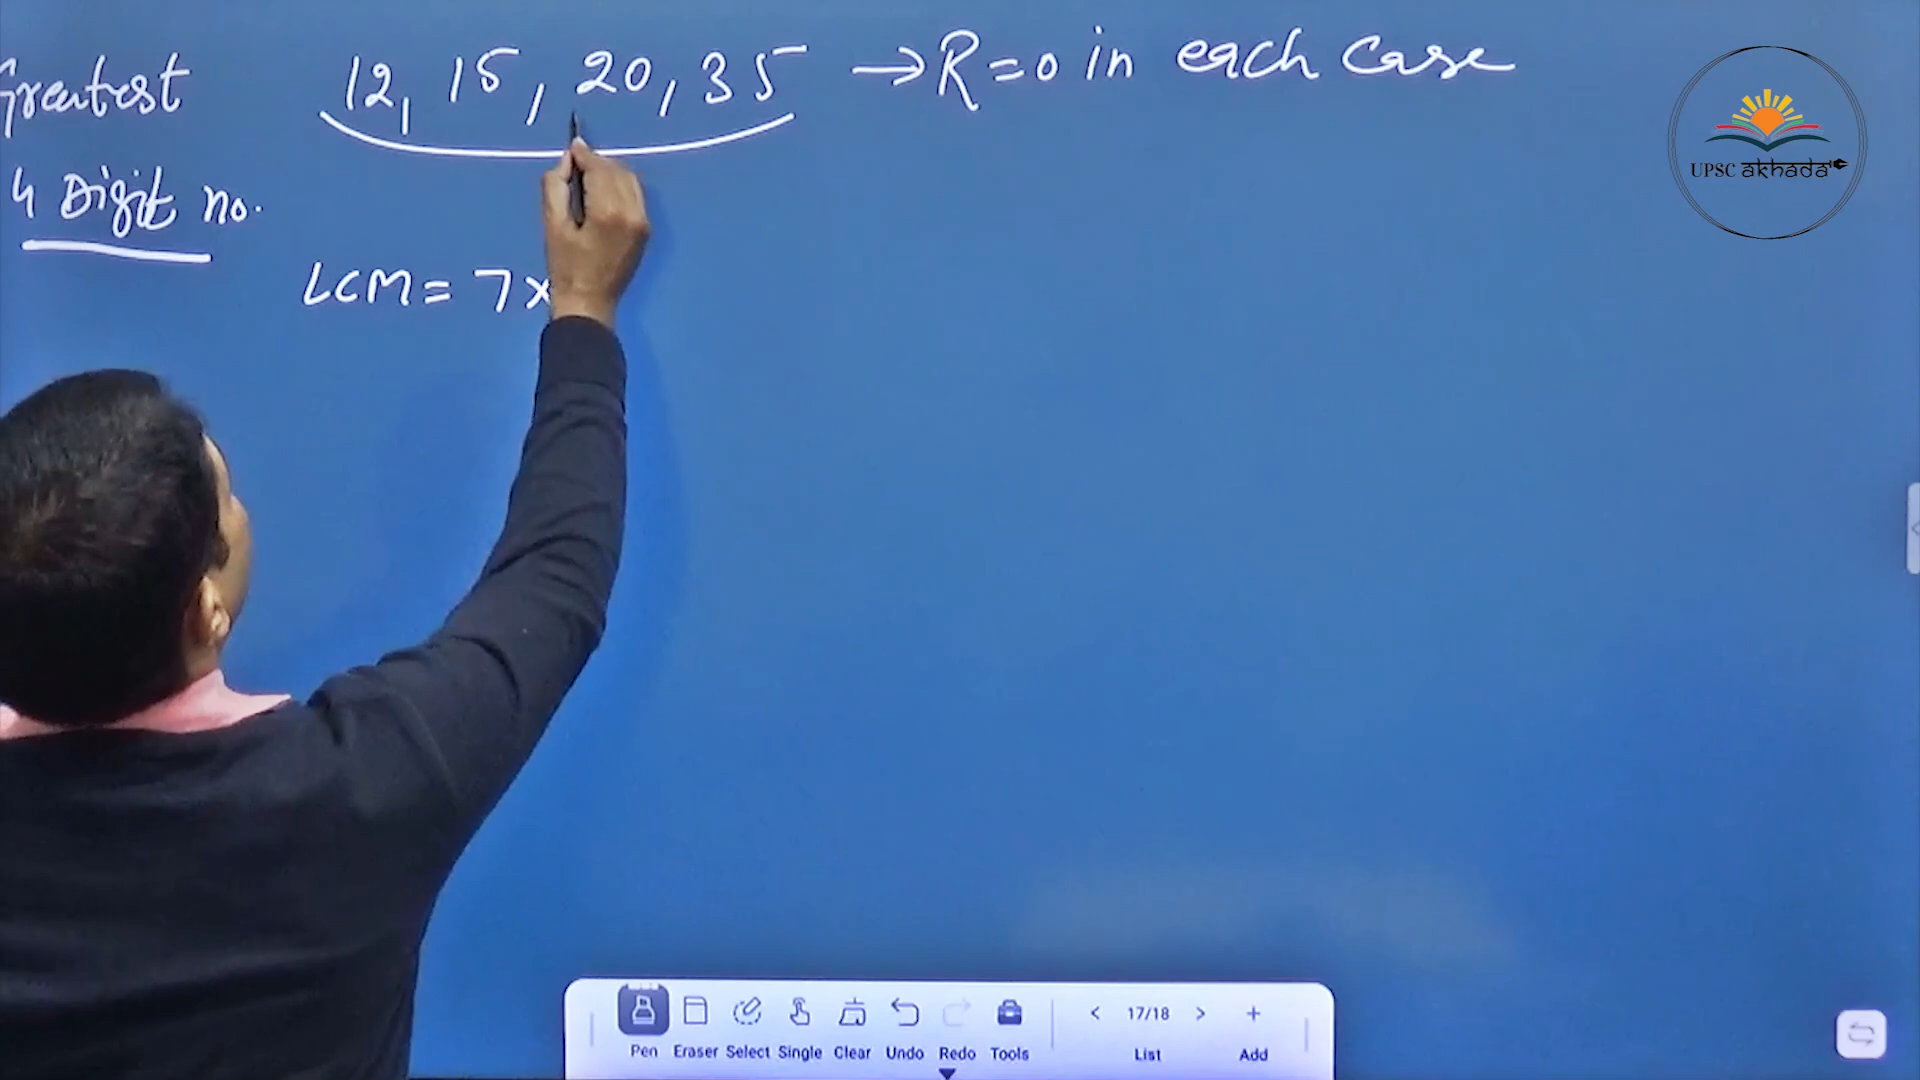 Greatest 12, 15, 20, 35 → R=0 in each case
4 Digit no.
LCM = 7x
UPSC akhada
Pen Eraser Select Single Clear Undo Redo Tools
< 17/18 > +
List Add